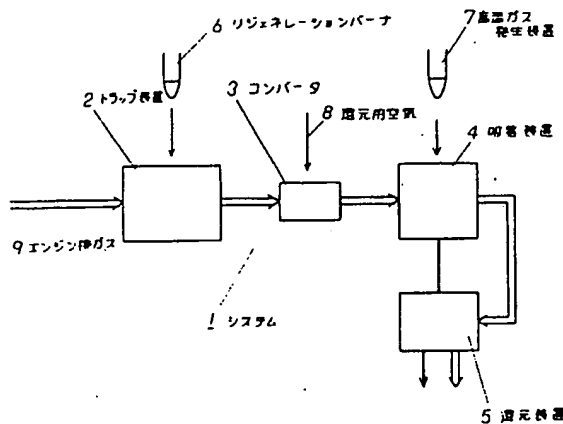 6 リジェネレーションバーナ
7 高温ガス
発生装置
2 トラップ装置
3 コンバータ
8 還元用空気
4 吸着装置
9 エンジン排ガス
1 システム
5 還元装置